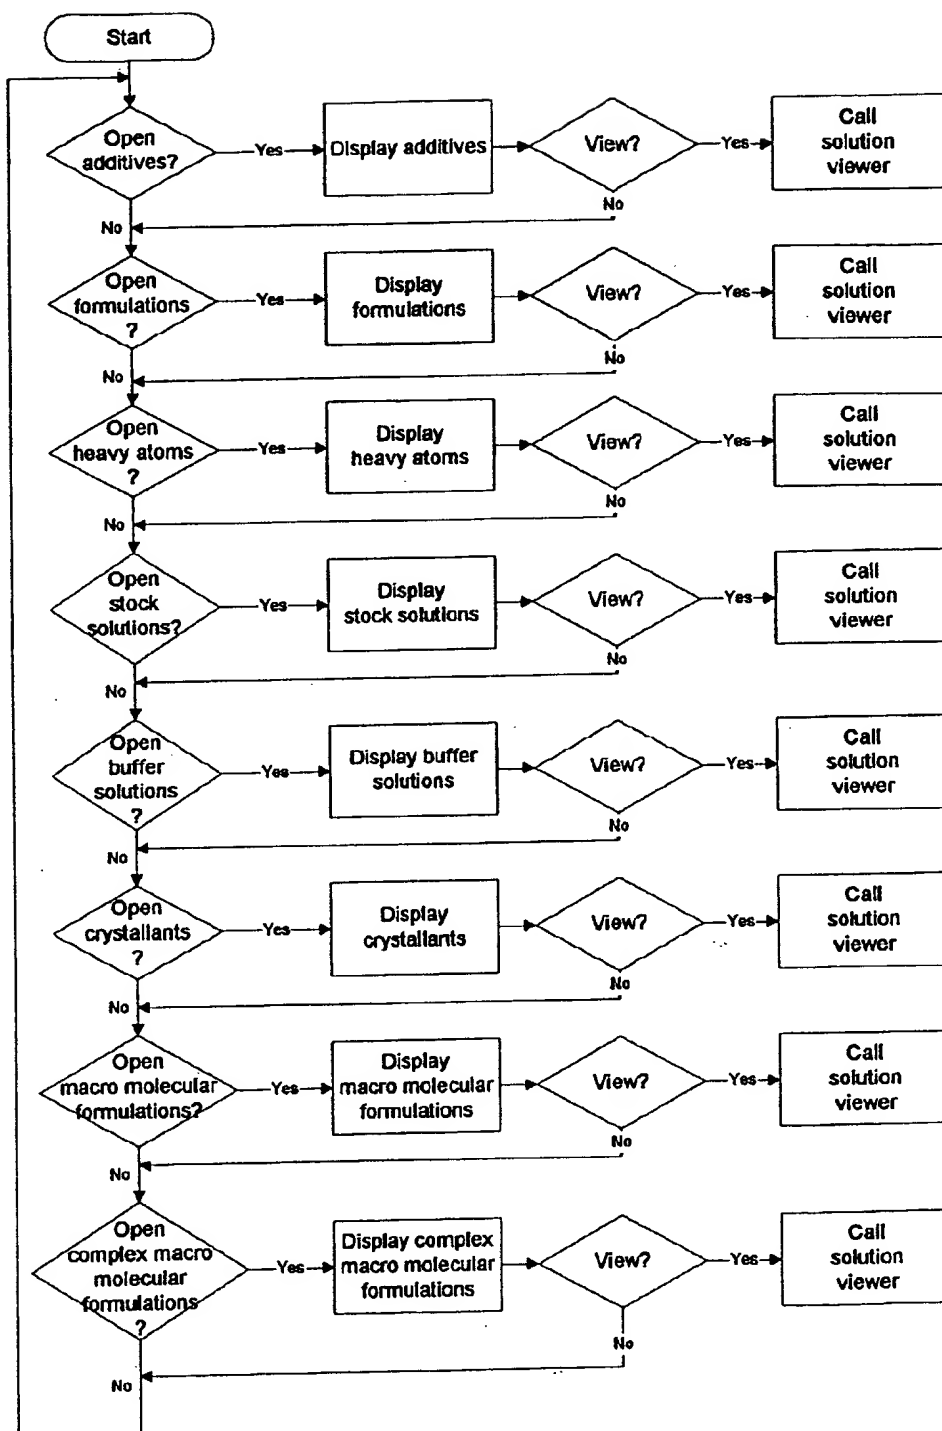 Start
Open
additives?
Yes
Display additives
View?
Yes
Call
solution
viewer
No
No
Open
formulations
?
Yes
Display
formulations
View?
Yes
Call
solution
viewer
No
No
Open
heavy atoms
?
Yes
Display
heavy atoms
View?
Yes
Call
solution
viewer
No
No
Open
stock
solutions?
Yes
Display
stock solutions
View?
Yes
Call
solution
viewer
No
No
Open
buffer
solutions
?
Yes
Display buffer
solutions
View?
Yes
Call
solution
viewer
No
No
Open
crystallants
?
Yes
Display
crystallants
View?
Yes
Call
solution
viewer
No
No
Open
macro molecular
formulations?
Yes
Display
macro molecular
formulations
View?
Yes
Call
solution
viewer
No
No
Open
complex macro
molecular
formulations
?
Yes
Display complex
macro molecular
formulations
View?
Yes
Call
solution
viewer
No
No